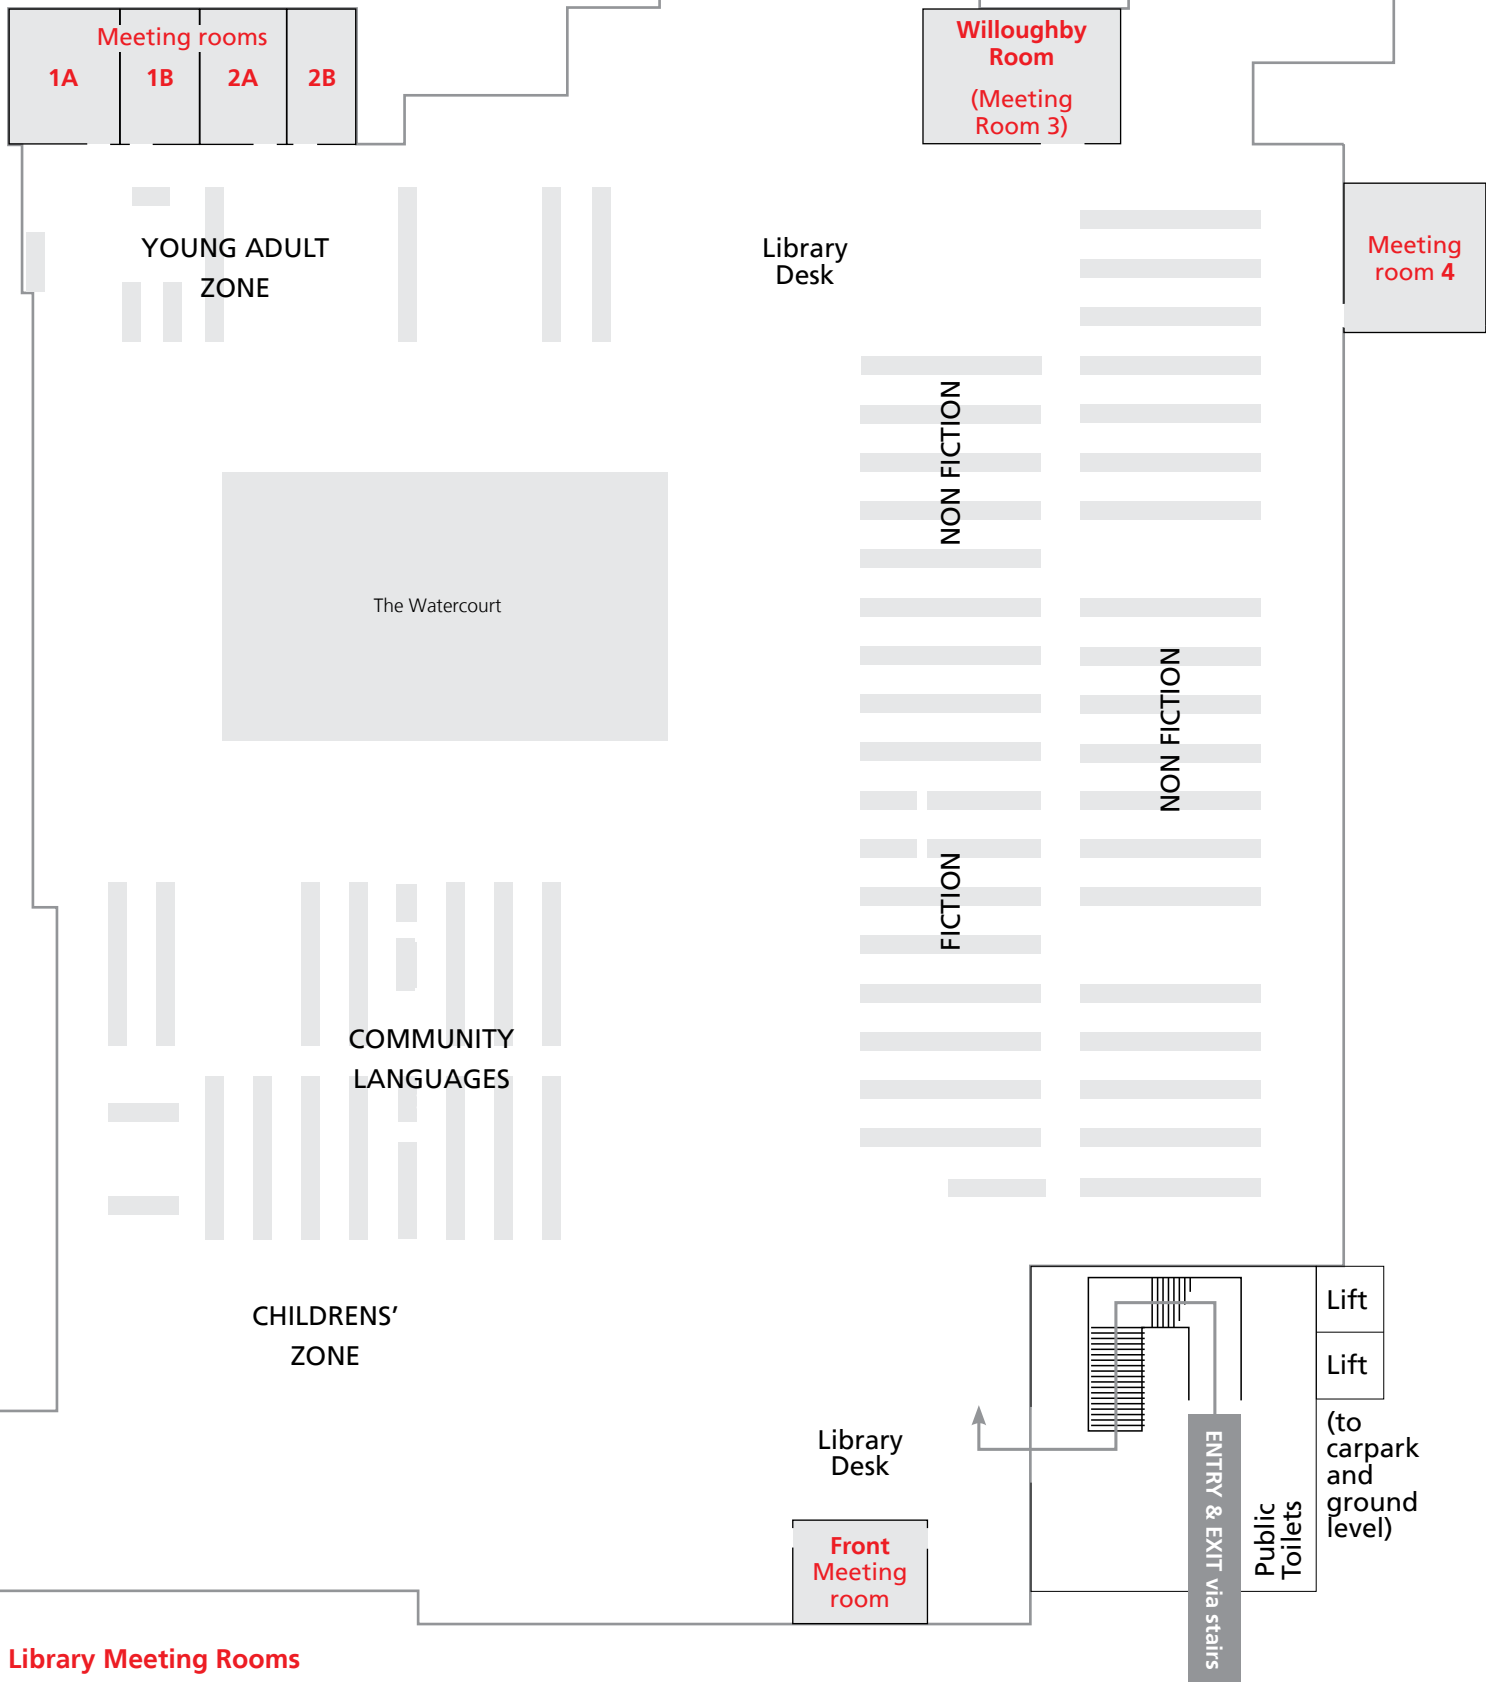 Meeting rooms
1A 1B 2A 2B
Willoughby
Room
(Meeting
Room 3)
YOUNG ADULT
ZONE
Library
Desk
Meeting
room 4
NON FICTION
The Watercourt
NON FICTION
FICTION
COMMUNITY
LANGUAGES
CHILDRENS’
ZONE
Lift
Lift
(to
carpark
and
ground
level)
Library
Desk
ENTRY & EXIT via stairs
Public
Toilets
Front
Meeting
room
Library Meeting Rooms